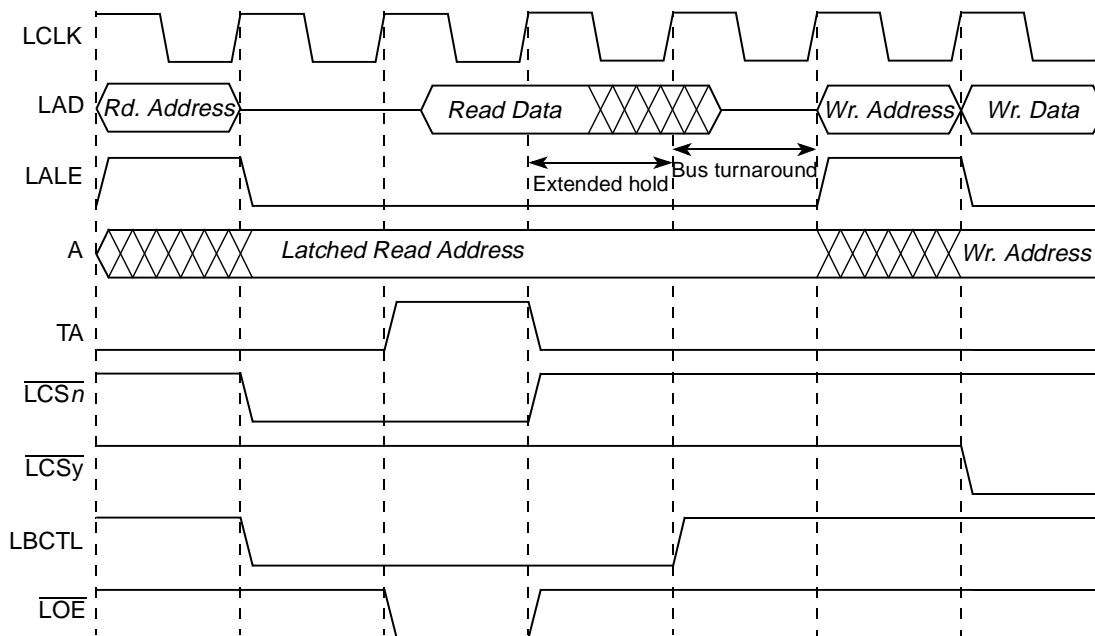 LCLK
LAD Rd. Address Read Data Wr. Address Wr. Data
LALE Extended hold Bus turnaround
A Latched Read Address Wr. Address
TA
LCSn
LCSy
LBCTL
LOE